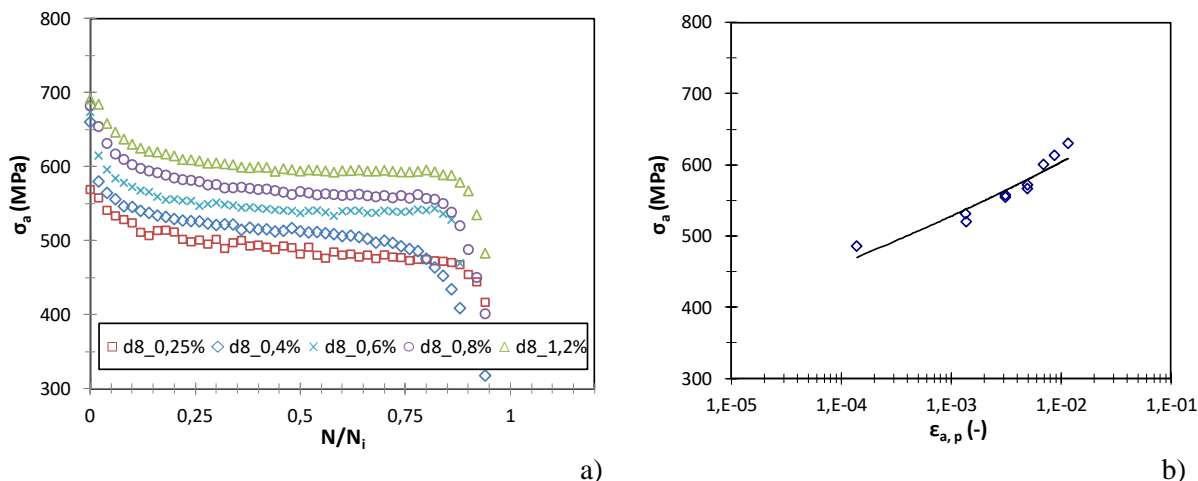 800
700
600
500
400
300
σa (MPa)
d8_0,25% d8_0,4% d8_0,6% d8_0,8% d8_1,2%
0 0,25 0,5 0,75 1
N/Ni
a)
800
700
600
500
400
300
σa (MPa)
1,E-05 1,E-04 1,E-03 1,E-02 1,E-01
εa, p (-)
b)